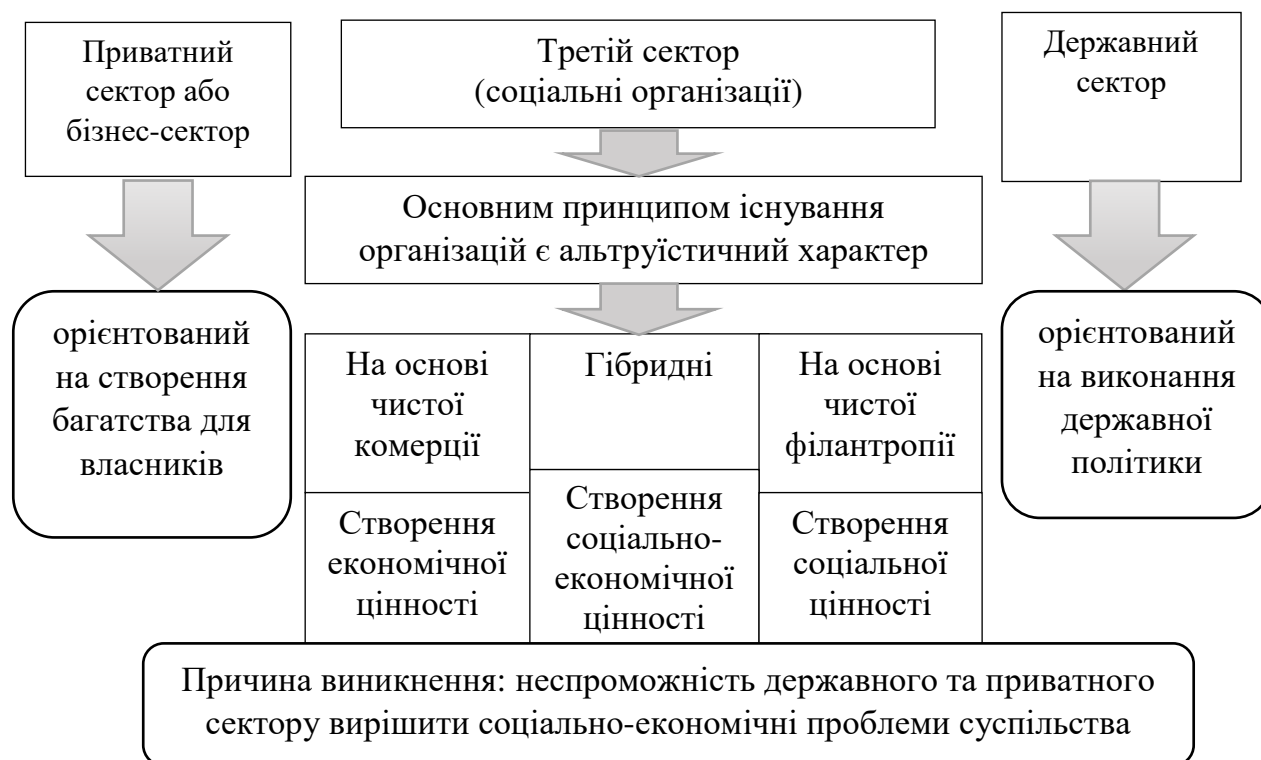 Приватний
сектор або
бізнес-сектор
Третій сектор
(соціальні організації)
Державний
сектор
Основним принципом існування
організацій є альтруїстичний характер
орієнтований
на створення
багатства для
власників
На основі
чистої
комерції
Гібридні
На основі
чистої
філантропії
орієнтований
на виконання
державної
політики
Створення
економічної
цінності
Створення
соціально-
економічної
цінності
Створення
соціальної
цінності
Причина виникнення: неспроможність державного та приватного
сектору вирішити соціально-економічні проблеми суспільства